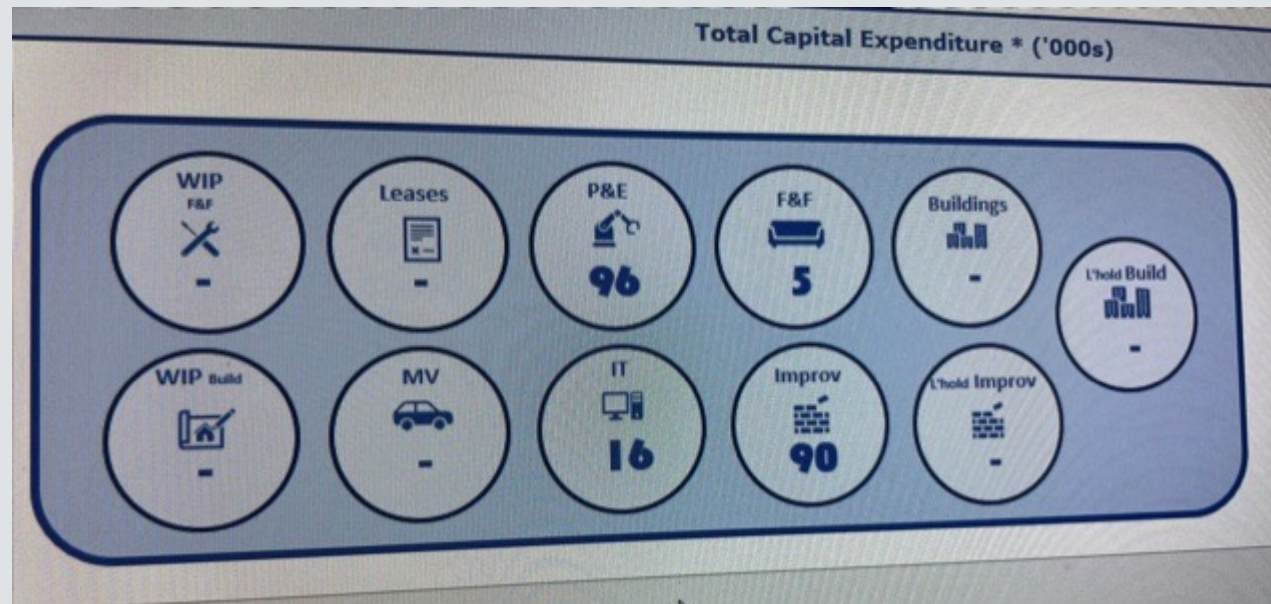 Total Capital Expenditure * ('000s)
WIP
F&F
-
Leases
-
P&E
96
F&F
5
Buildings
-
L'hold Build
-
WIP Build
-
MV
-
IT
16
Improv
90
L'hold Improv
-